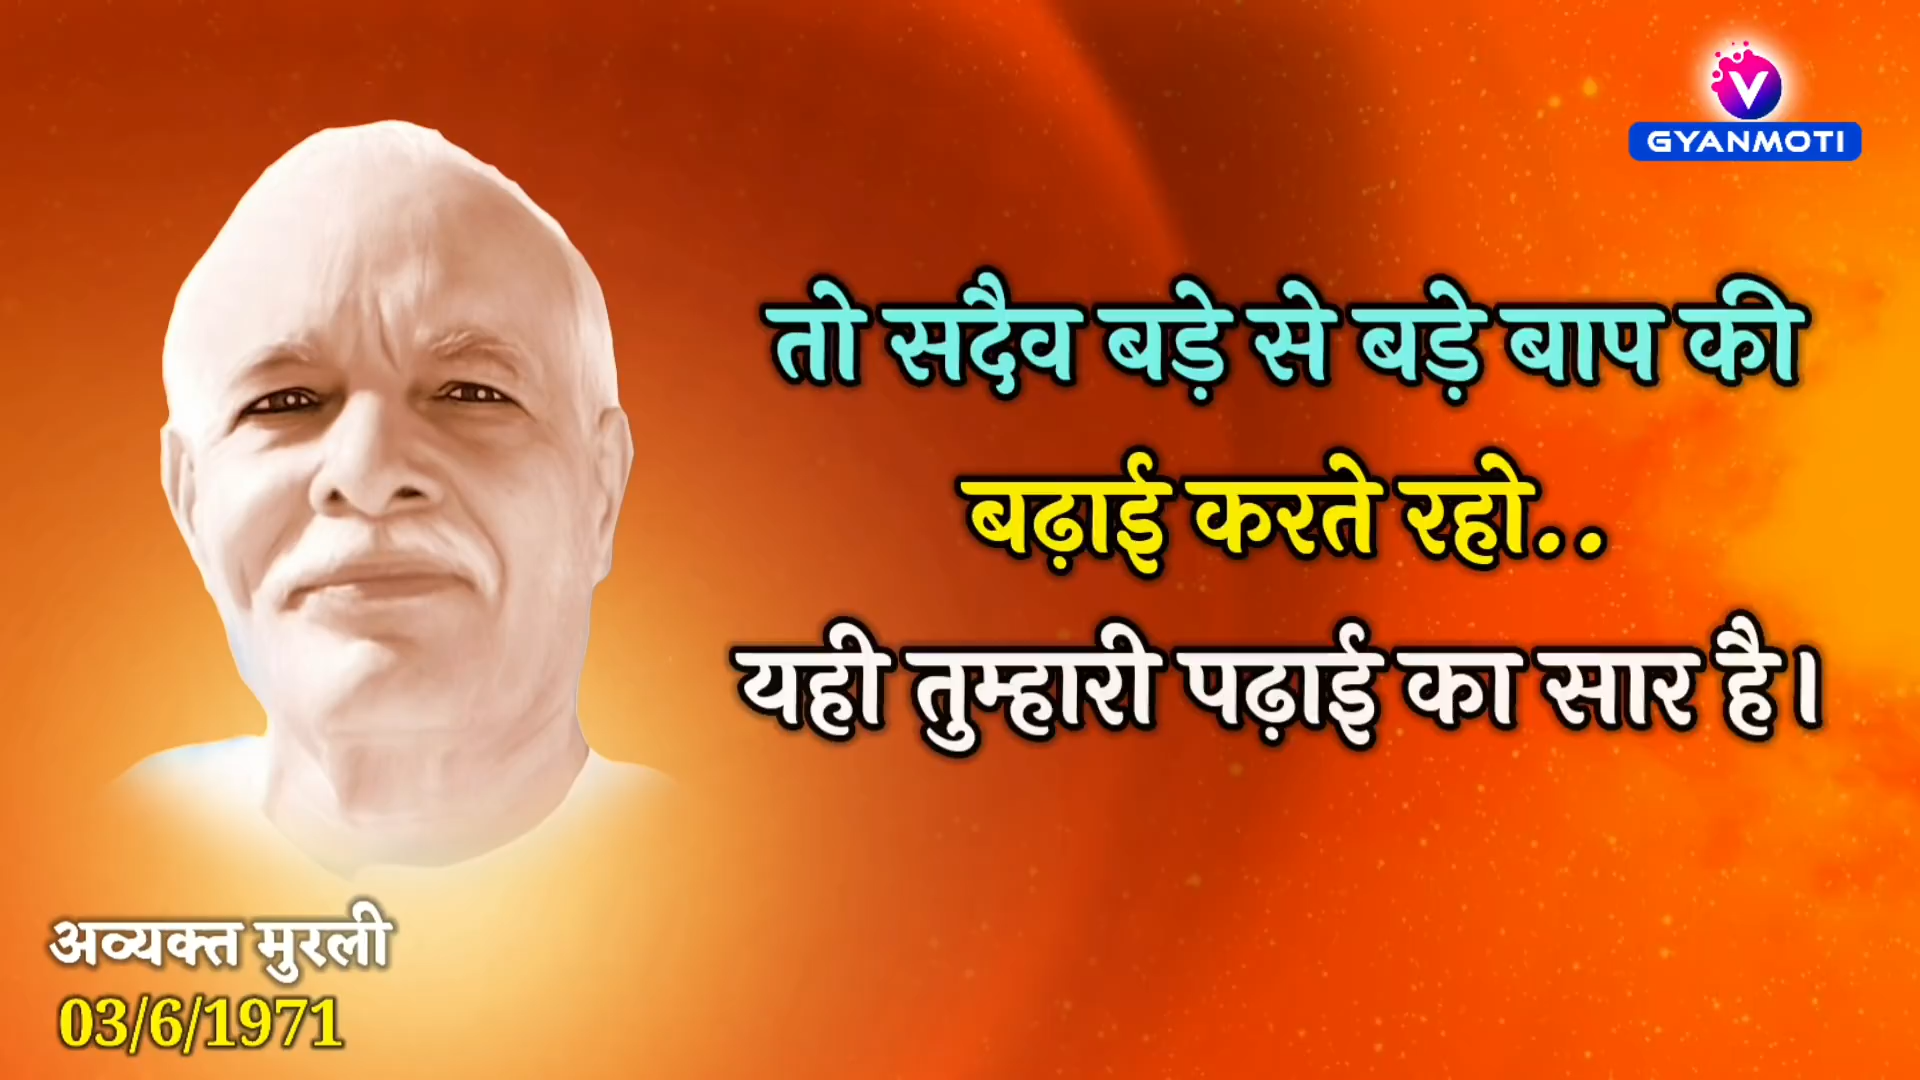 V
GYANMOTI
तो सदैव बड़े से बड़े बाप की
बढ़ाई करते रहो..
यही तुम्हारी पढ़ाई का सार है।
अव्यक्त मुरली
03/6/1971